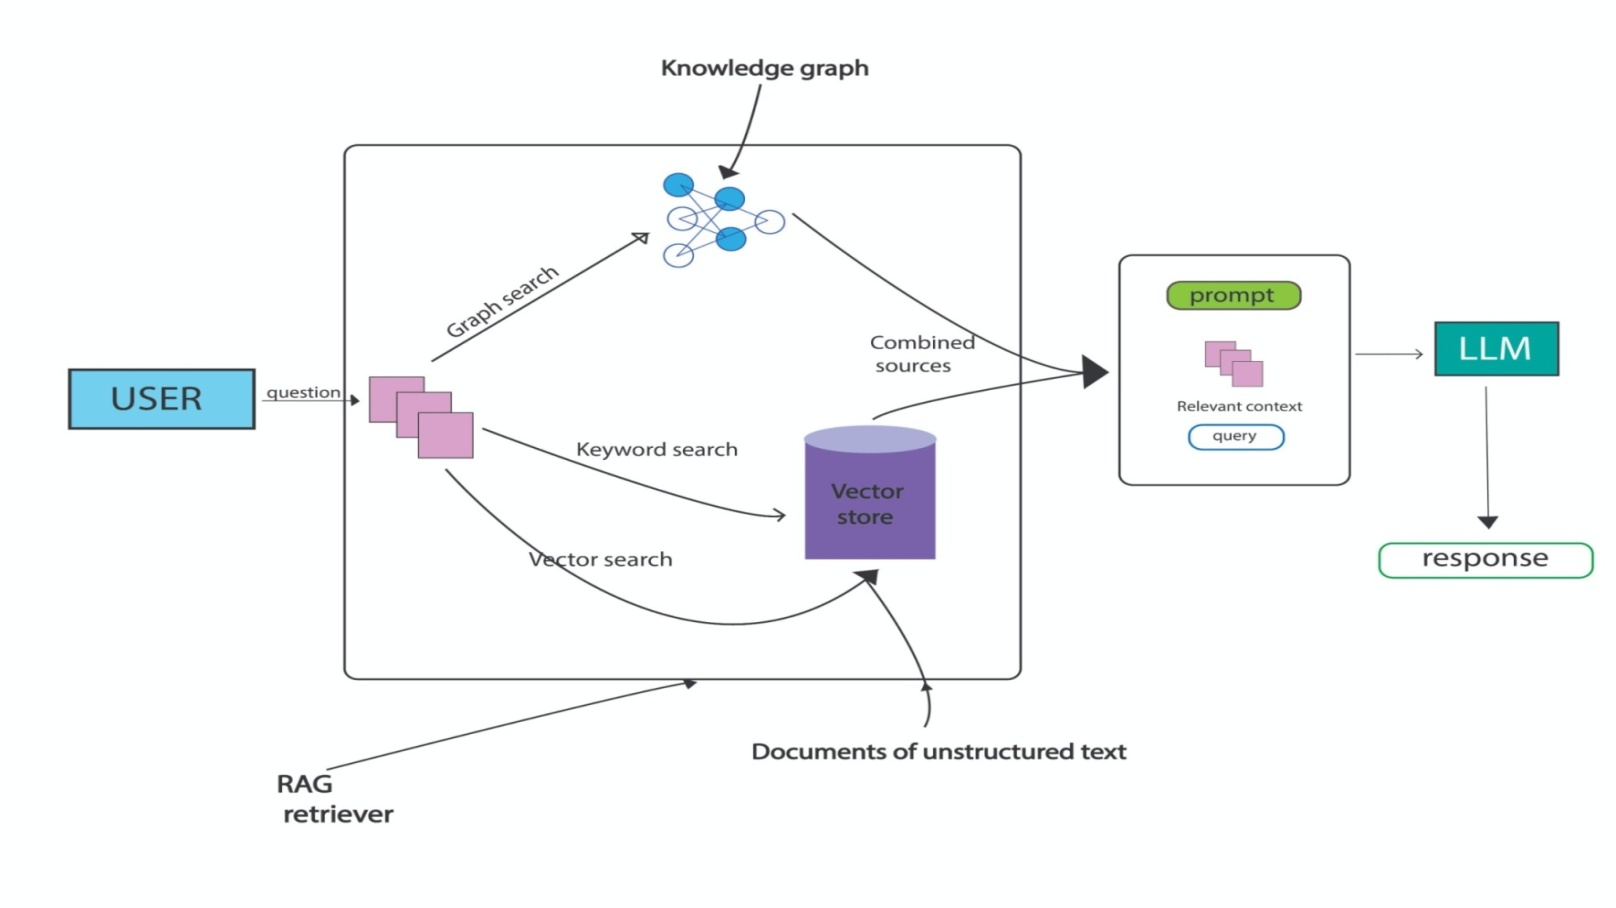 Knowledge graph
Graph search
Combined
sources
prompt
LLM
USER
question
Relevant context
query
Keyword search
Vector
store
Vector search
response
Documents of unstructured text
RAG
retriever